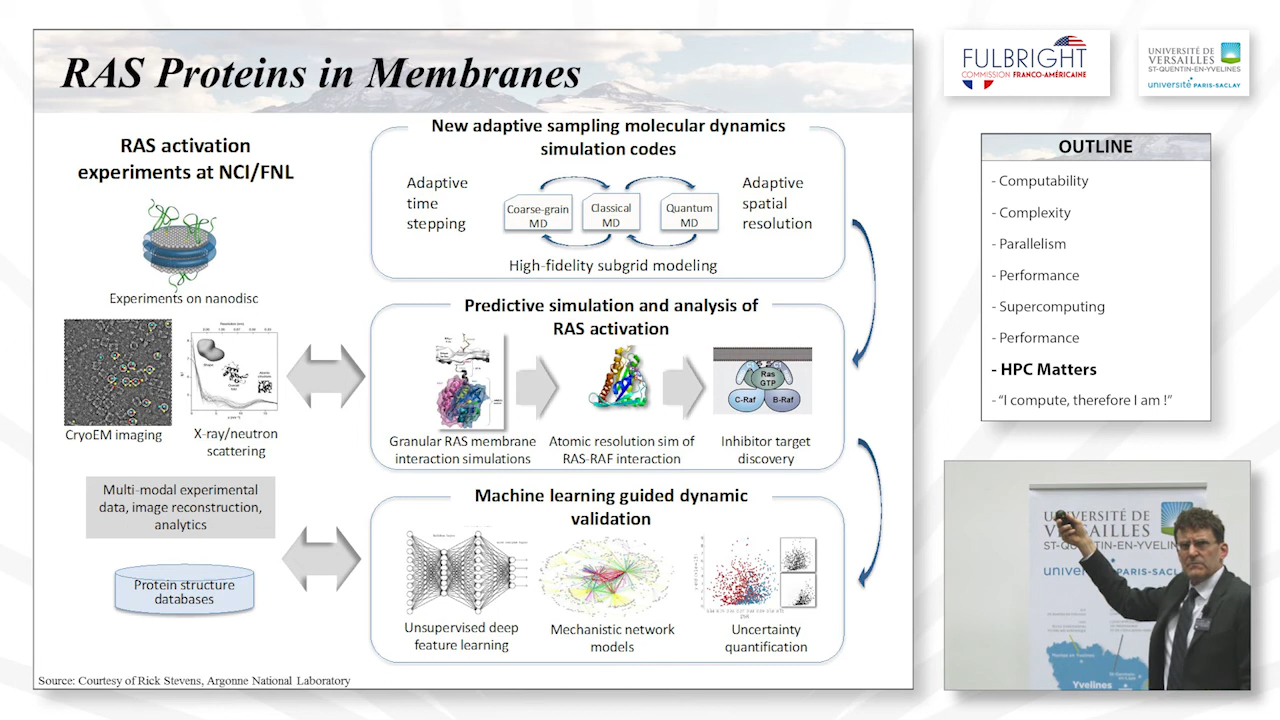 RAS Proteins in Membranes
RAS activation
experiments at NCI/FNL
Experiments on nanodisc
CryoEM imaging
X-ray/neutron
scattering
Multi-modal experimental
data, image reconstruction,
analytics
Protein structure
databases
New adaptive sampling molecular dynamics
simulation codes
Adaptive
time
stepping
Coarse-grain
MD
Classical
MD
Quantum
MD
Adaptive
spatial
resolution
High-fidelity subgrid modeling
Predictive simulation and analysis of
RAS activation
Ras
GTP
C-Raf
B-Raf
Granular RAS membrane
interaction simulations
Atomic resolution sim of
RAS-RAF interaction
Inhibitor target
discovery
Machine learning guided dynamic
validation
Unsupervised deep
feature learning
Mechanistic network
models
Uncertainty
quantification
Source: Courtesy of Rick Stevens, Argonne National Laboratory
FULBRIGHT
COMMISSION FRANCO-AMÉRICAINE
UNIVERSITÉ DE
VERSAILLES
ST-QUENTIN-EN-YVELINES
université PARIS-SACLAY
OUTLINE
- Computability
- Complexity
- Parallelism
- Performance
- Supercomputing
- Performance
- HPC Matters
- “I compute, therefore I am !”
UNIVERSITÉ DE
VERSAILLES
Yvelines